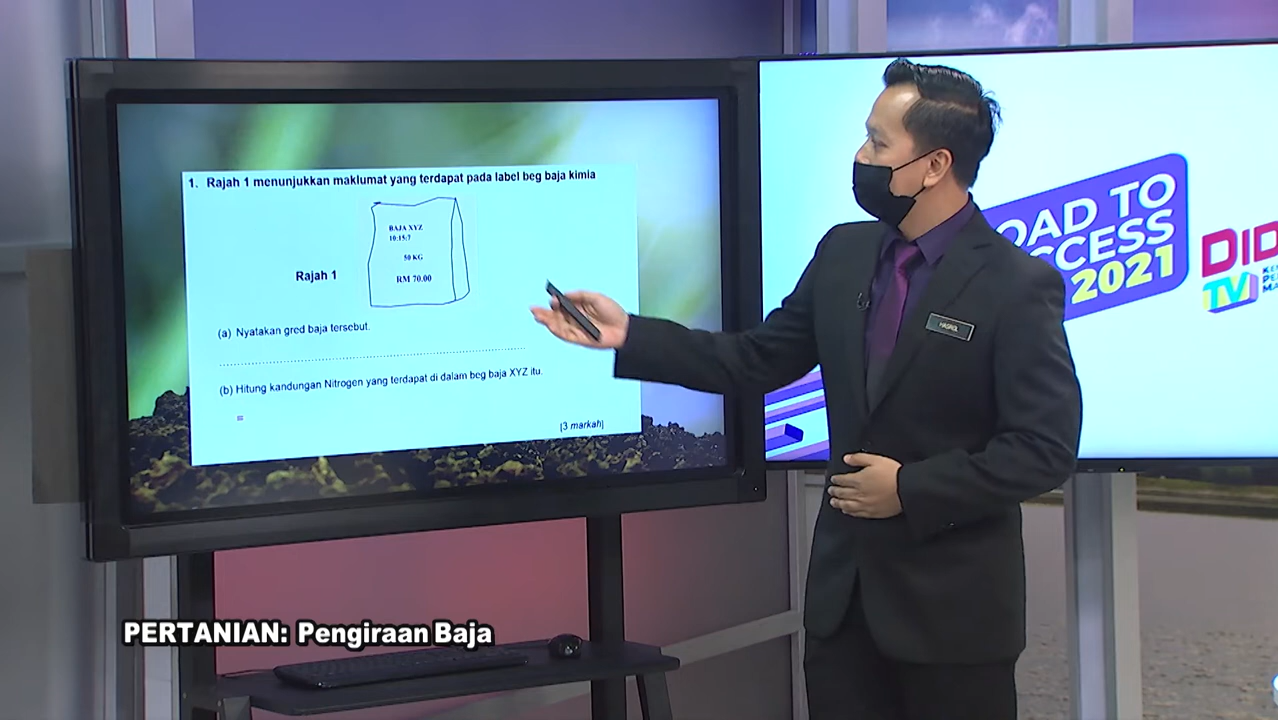 1. Rajah 1 menunjukkan maklumat yang terdapat pada label beg baja kimia
BAJA XYZ
10:15:7
50 KG
RM 70.00
Rajah 1
(a) Nyatakan gred baja tersebut.
(b) Hitung kandungan Nitrogen yang terdapat di dalam beg baja XYZ itu.
=
[3 markah]
OAD TO
CCESS
2021
DID
TV
HASROL
PERTANIAN: Pengiraan Baja